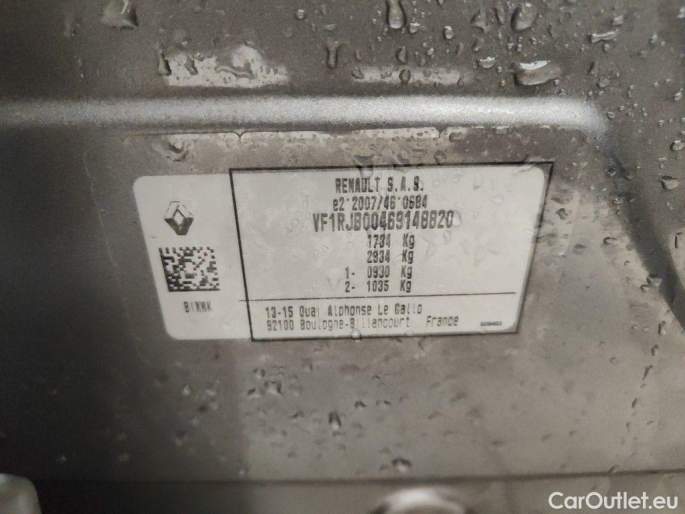 RENAULT S.A.S.
e2*2007/46*0684
VF1RJB00469148820
1734 Kg
2934 Kg
1- 0930 Kg
2- 1035 Kg
13-15 Quai Alphonse Le Gallo
92100 Boulogne-Billancourt France
CarOutlet.eu